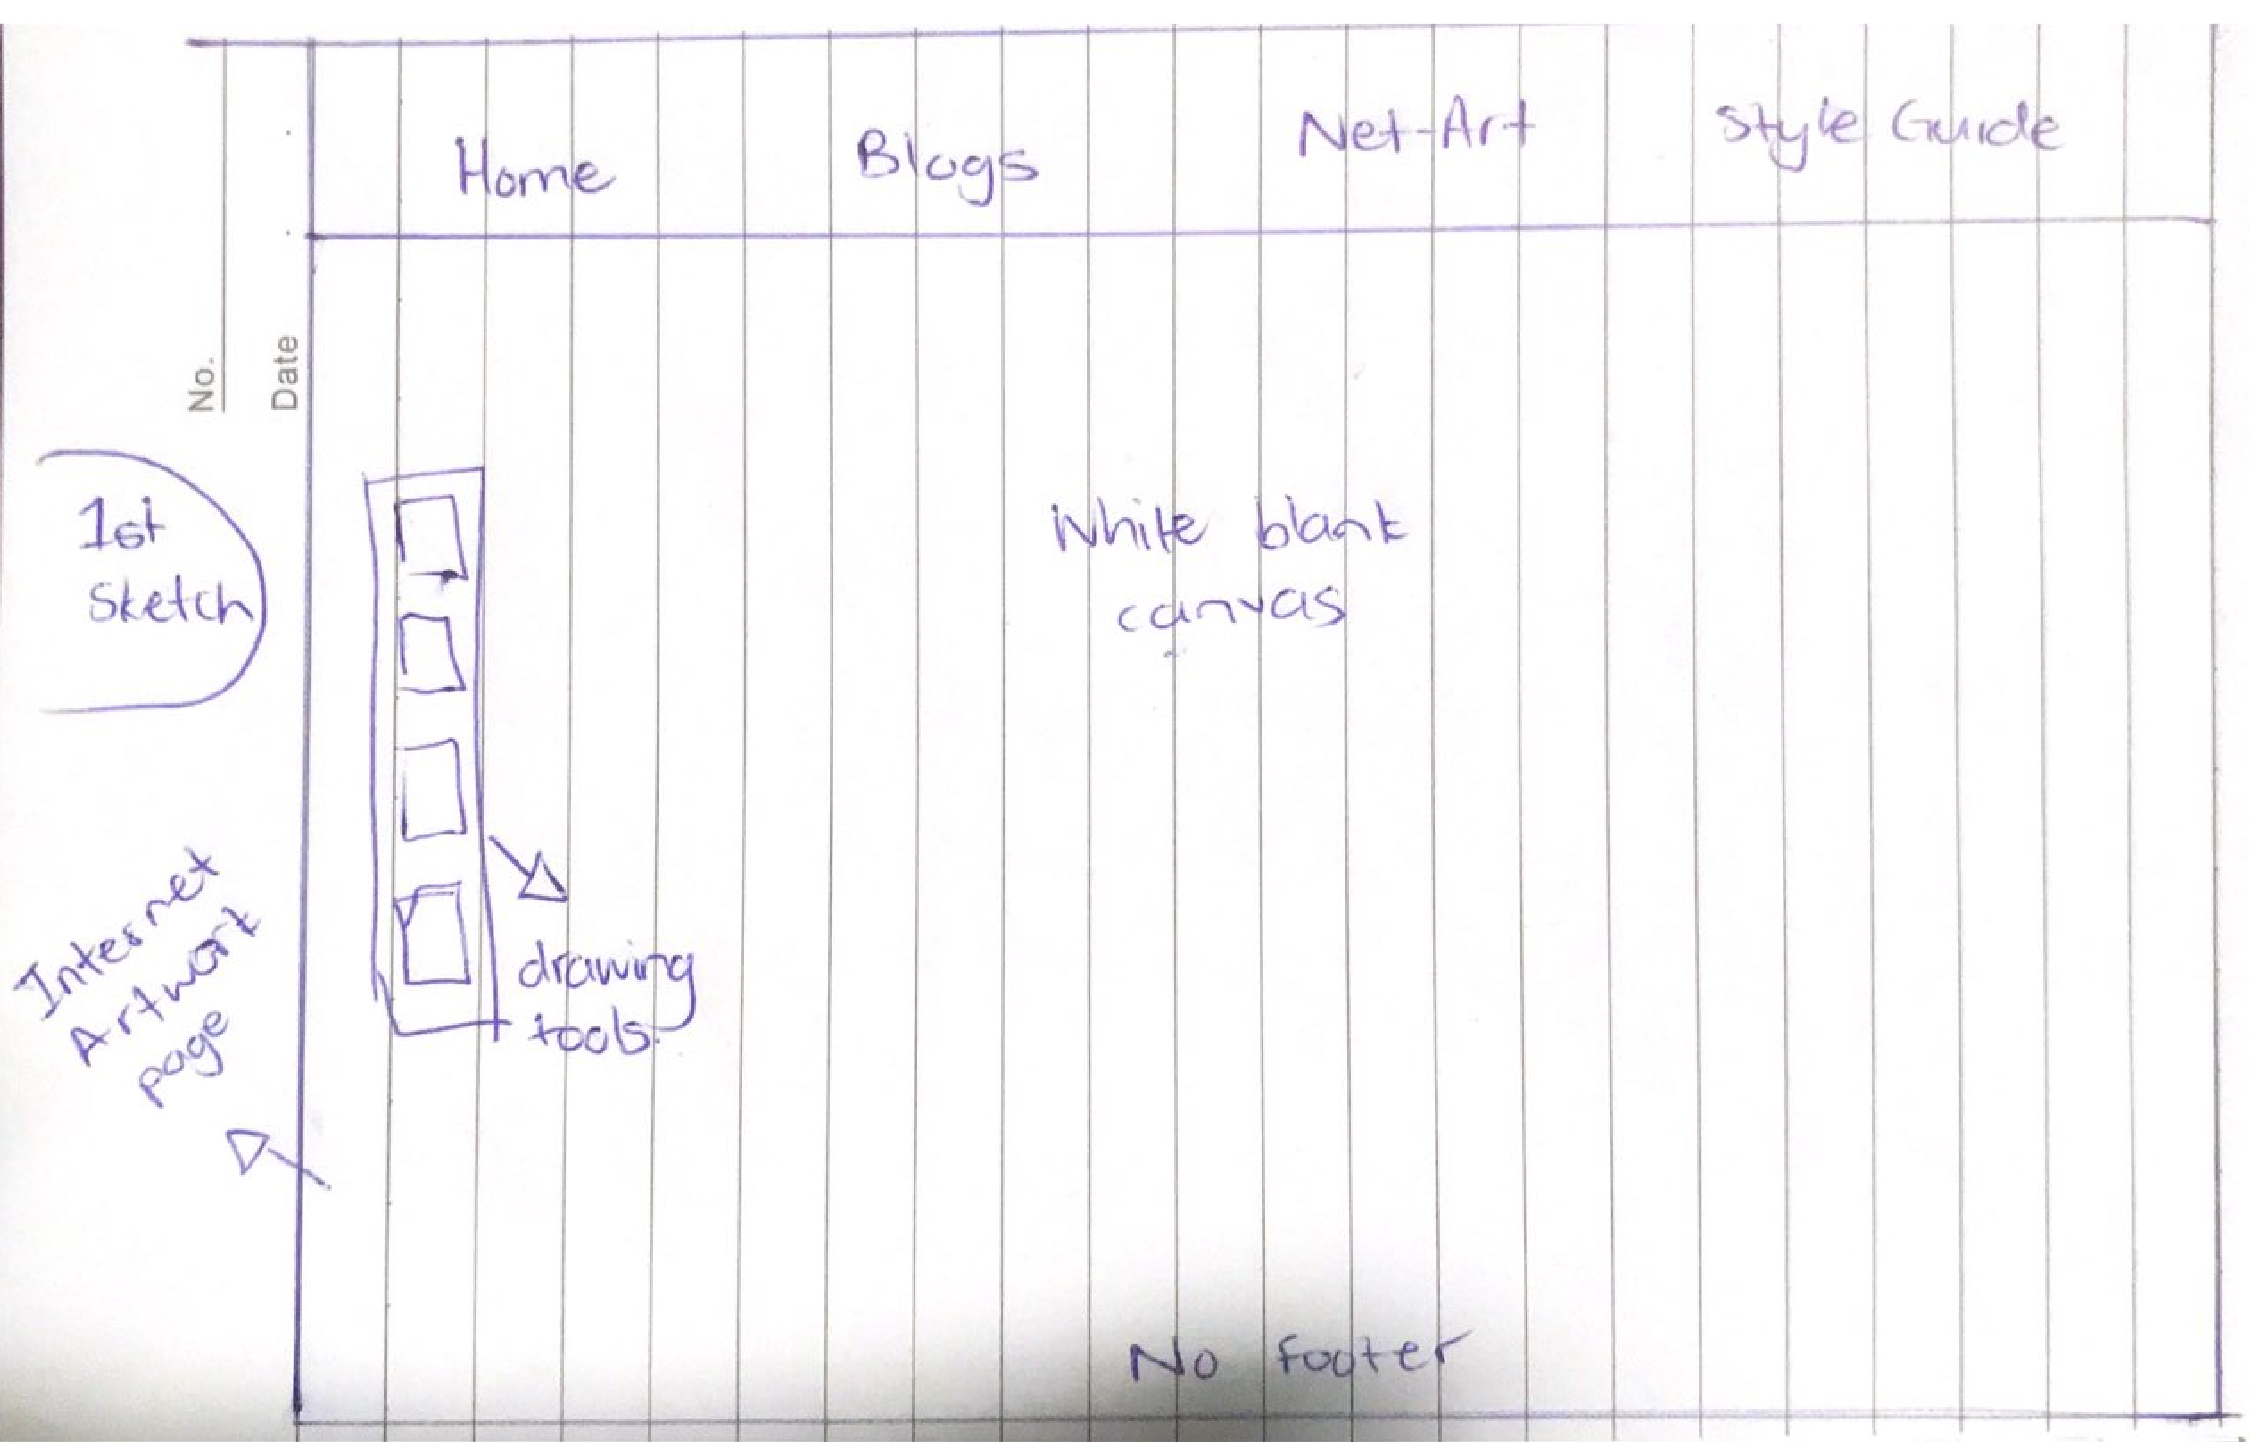 Home Blogs Net-Art Style Guide
No.
Date
1st
Sketch
White blank
canvas
Internet
Artwork
page
drawing
tools.
No footer